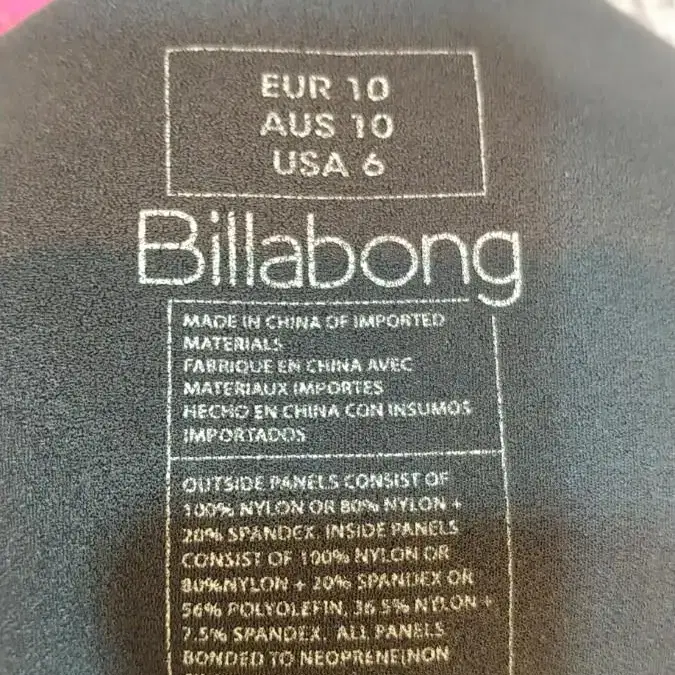 EUR 10
AUS 10
USA 6
Billabong
MADE IN CHINA OF IMPORTED
MATERIALS
FABRIQUE EN CHINA AVEC
MATERIAUX IMPORTES
HECHO EN CHINA CON INSUMOS
IMPORTADOS
OUTSIDE PANELS CONSIST OF
100% NYLON OR 80% NYLON +
20% SPANDEX. INSIDE PANELS
CONSIST OF 100% NYLON OR
80%NYLON + 20% SPANDEX OR
56% POLYOLEFIN, 36.5% NYLON +
7.5% SPANDEX. ALL PANELS
BONDED TO NEOPRENE(NON